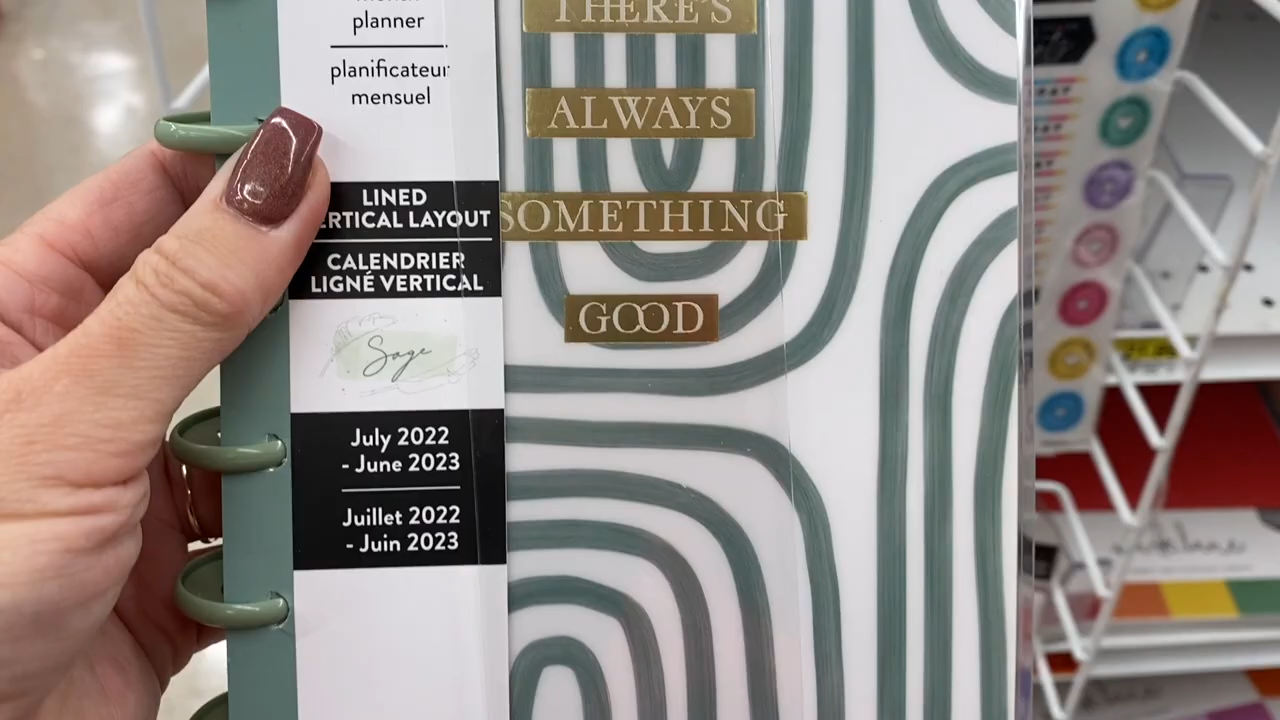 planner
planificateur
mensuel
LINED
ERTICAL LAYOUT
CALENDRIER
LIGNÉ VERTICAL
Sage
July 2022
- June 2023
Juillet 2022
- Juin 2023
THERE'S
ALWAYS
SOMETHING
GOOD